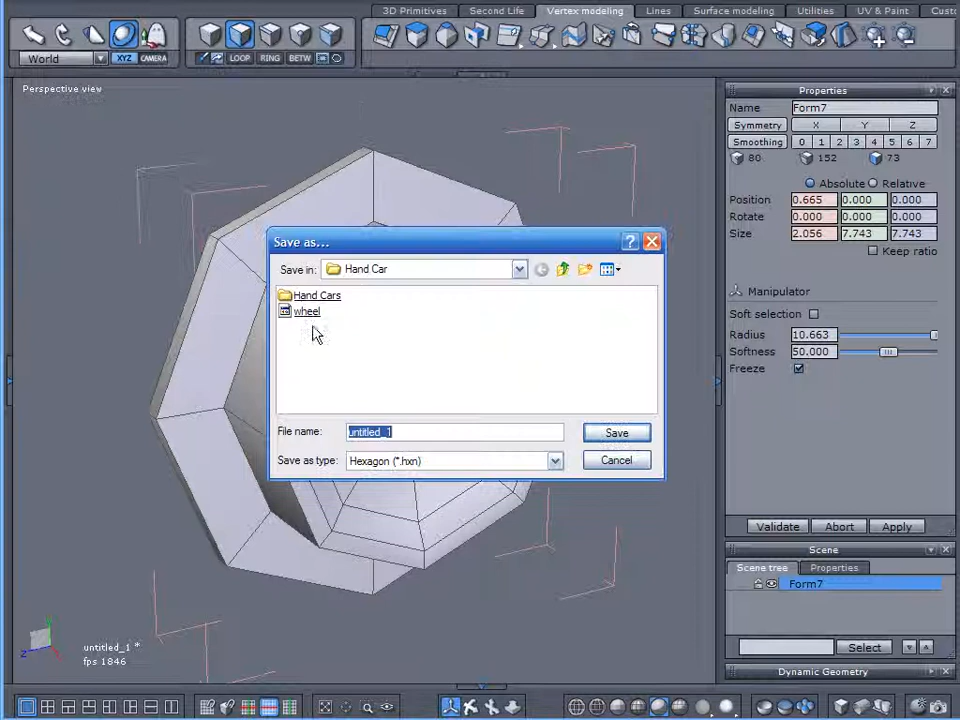 3D Primitives Second Life Vertex modeling Lines Surface modeling Utilities UV & Paint Custo
World XYZ CAMERA LOOP RING BETW
Perspective view
Properties
Name Form7
Symmetry X Y Z
Smoothing 0 1 2 3 4 5 6 7
80 152 73
Absolute Relative
Position 0.665 0.000 0.000
Rotate 0.000 0.000 0.000
Size 2.056 7.743 7.743
Keep ratio
Manipulator
Soft selection
Radius 10.663
Softness 50.000
Freeze
Validate Abort Apply
Scene
Scene tree Properties
Form7
Select
Dynamic Geometry
Save as...
Save in: Hand Car
Hand Cars
wheel
File name: untitled_1 Save
Save as type: Hexagon (*.hxn) Cancel
Y
Z
untitled_1 *
fps 1846